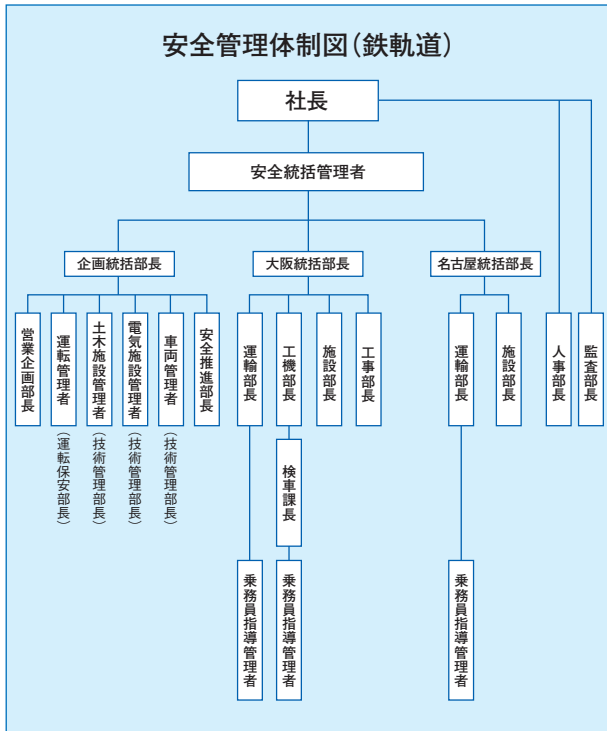 安全管理体制図（鉄軌道）
社長
安全統括管理者
企画統括部長
大阪統括部長
名古屋統括部長
営業企画部長
運転管理者
（運転保安部長）
土木施設管理者
（技術管理部長）
電気施設管理者
（技術管理部長）
車両管理者
（技術管理部長）
安全推進部長
運輸部長
工機部長
施設部長
工事部長
運輸部長
施設部長
人事部長
監査部長
検車課長
乗務員指導管理者
乗務員指導管理者
乗務員指導管理者